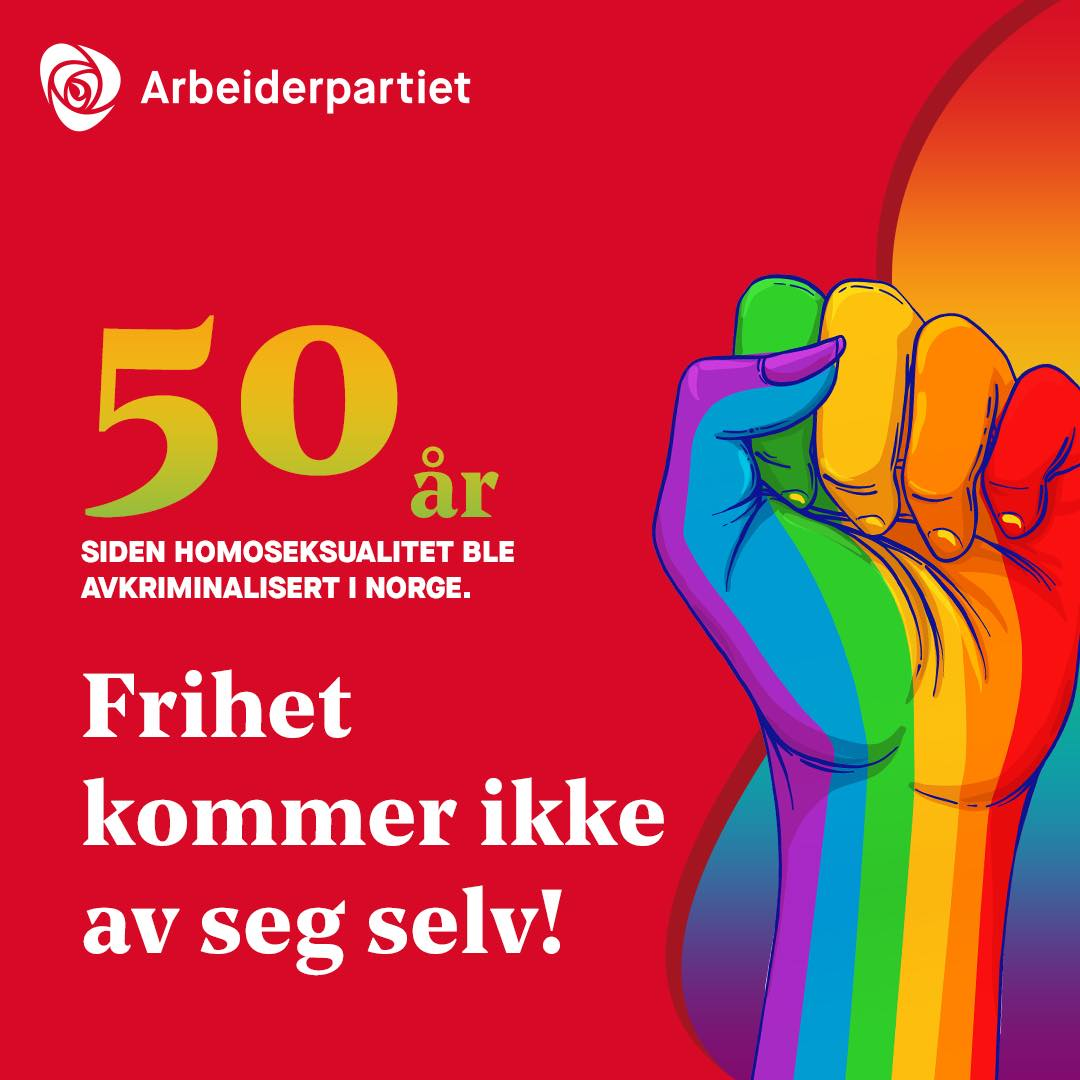 Arbeiderpartiet
50 år
SIDEN HOMOSEKSUALITET BLE
AVKRIMINALISERT I NORGE.
Frihet
kommer ikke
av seg selv!